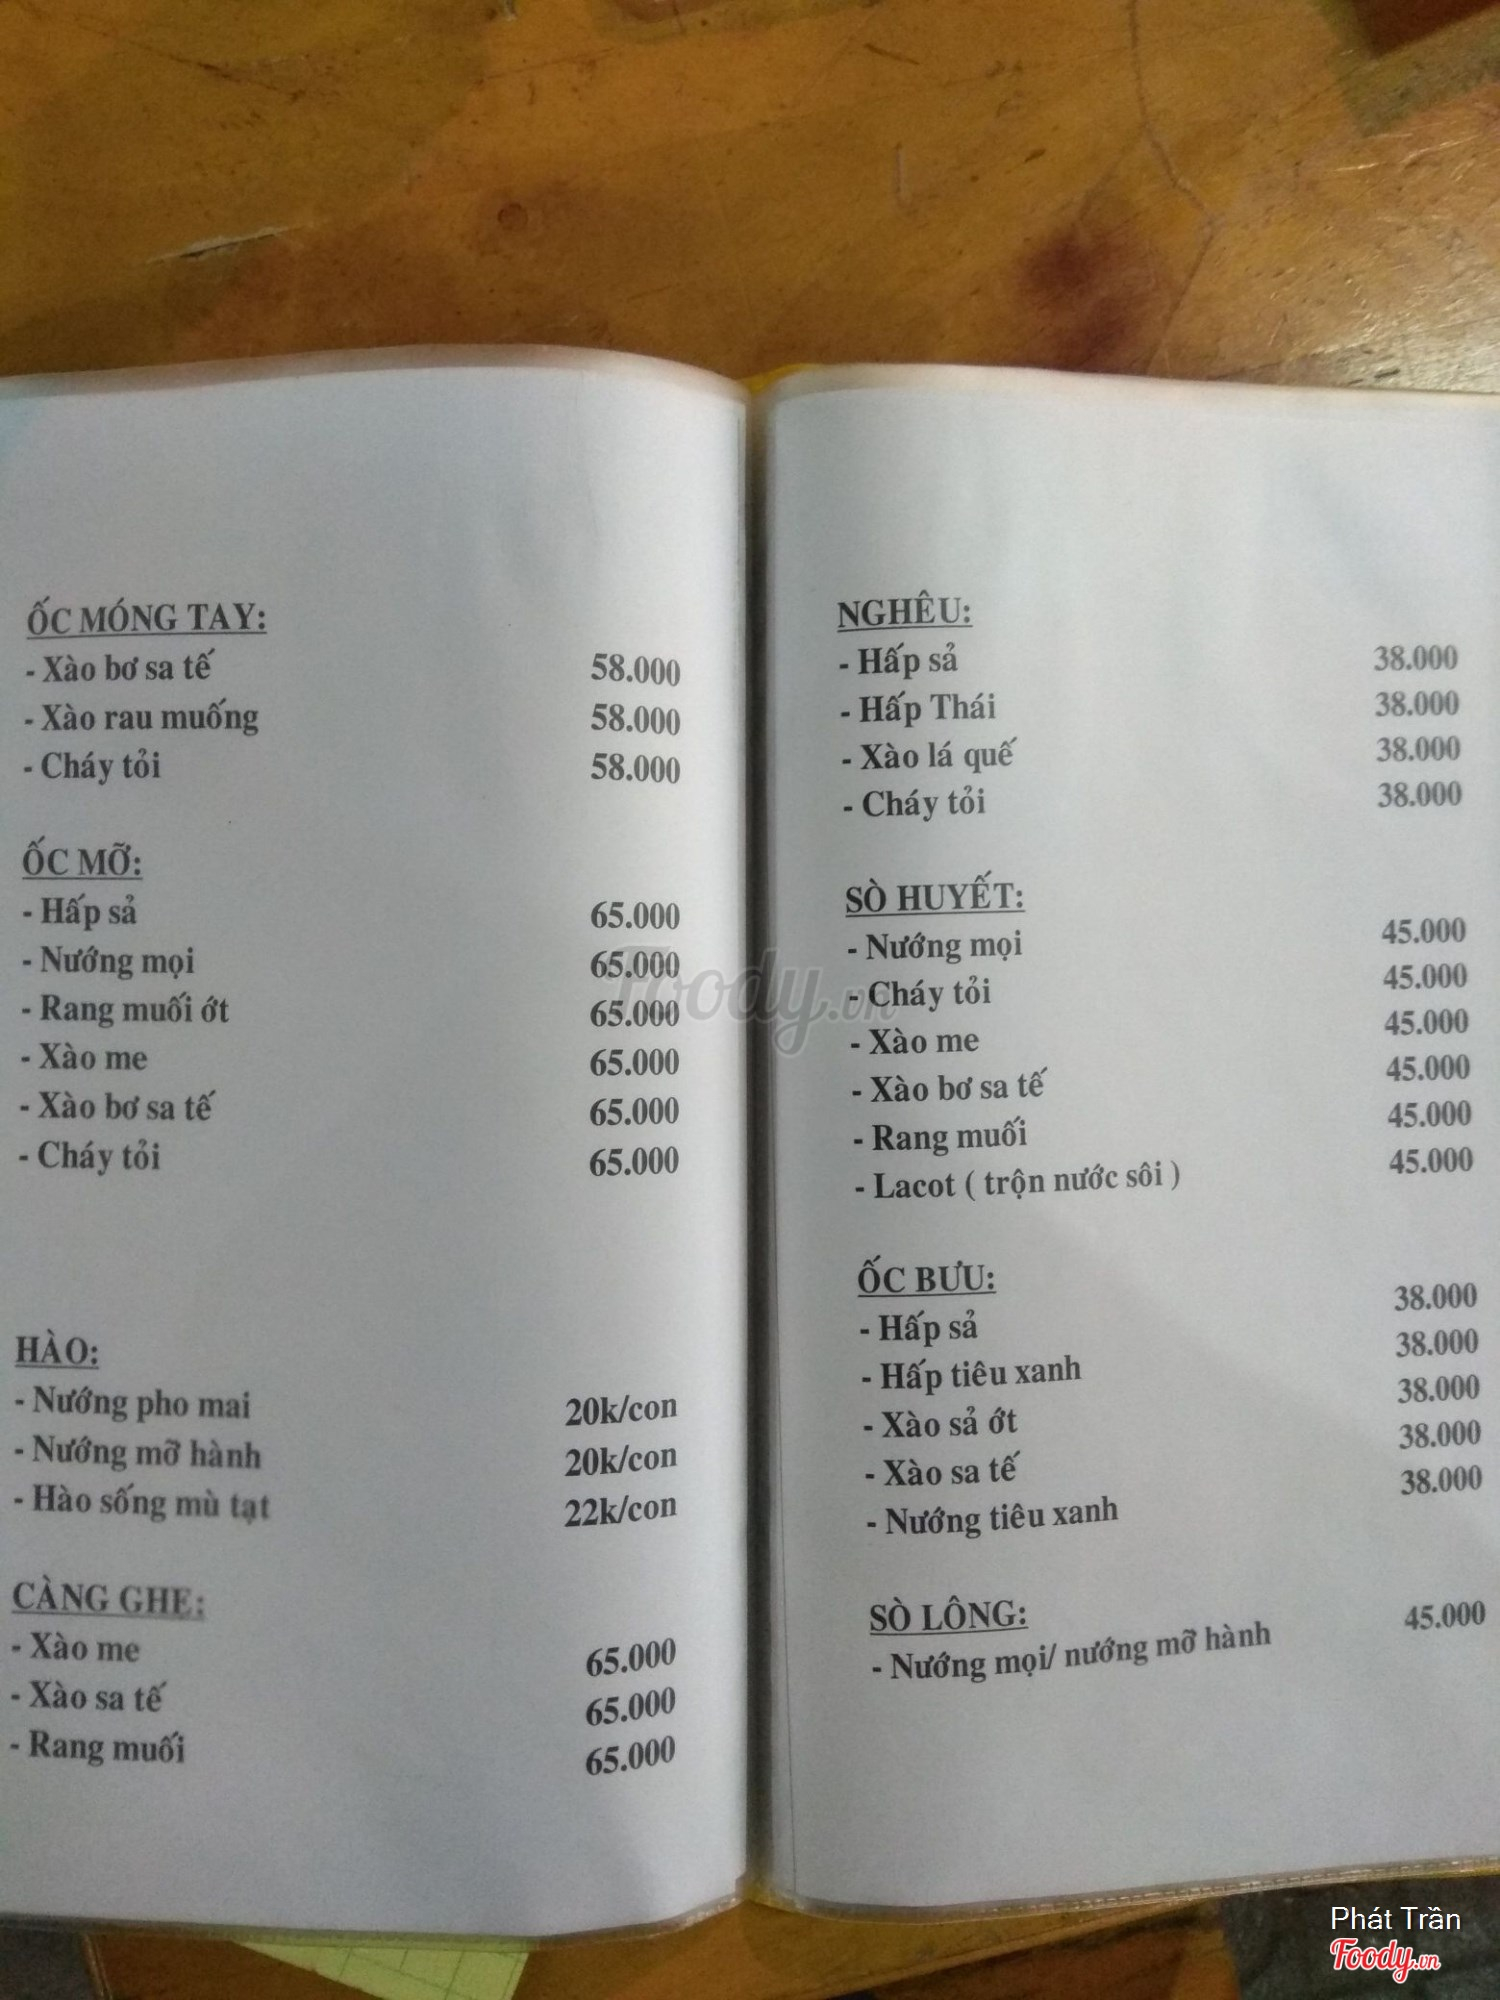 ỐC MÓNG TAY:
- Xào bơ sa tế 58.000
- Xào rau muống 58.000
- Cháy tỏi 58.000
ỐC MỠ:
- Hấp sả 65.000
- Nướng mọi 65.000
- Rang muối ớt 65.000
- Xào me 65.000
- Xào bơ sa tế 65.000
- Cháy tỏi 65.000
HÀO:
- Nướng pho mai 20k/con
- Nướng mỡ hành 20k/con
- Hào sống mù tạt 22k/con
CÀNG GHE:
- Xào me 65.000
- Xào sa tế 65.000
- Rang muối 65.000
NGHÊU:
- Hấp sả 38.000
- Hấp Thái 38.000
- Xào lá quế 38.000
- Cháy tỏi 38.000
SÒ HUYẾT:
- Nướng mọi 45.000
- Cháy tỏi 45.000
- Xào me 45.000
- Xào bơ sa tế 45.000
- Rang muối 45.000
- Lacot ( trộn nước sôi ) 45.000
ỐC BƯU:
- Hấp sả 38.000
- Hấp tiêu xanh 38.000
- Xào sả ớt 38.000
- Xào sa tế 38.000
- Nướng tiêu xanh 38.000
SÒ LÔNG:
- Nướng mọi/ nướng mỡ hành 45.000
Foody.vn
Phát Trần
Foody.vn